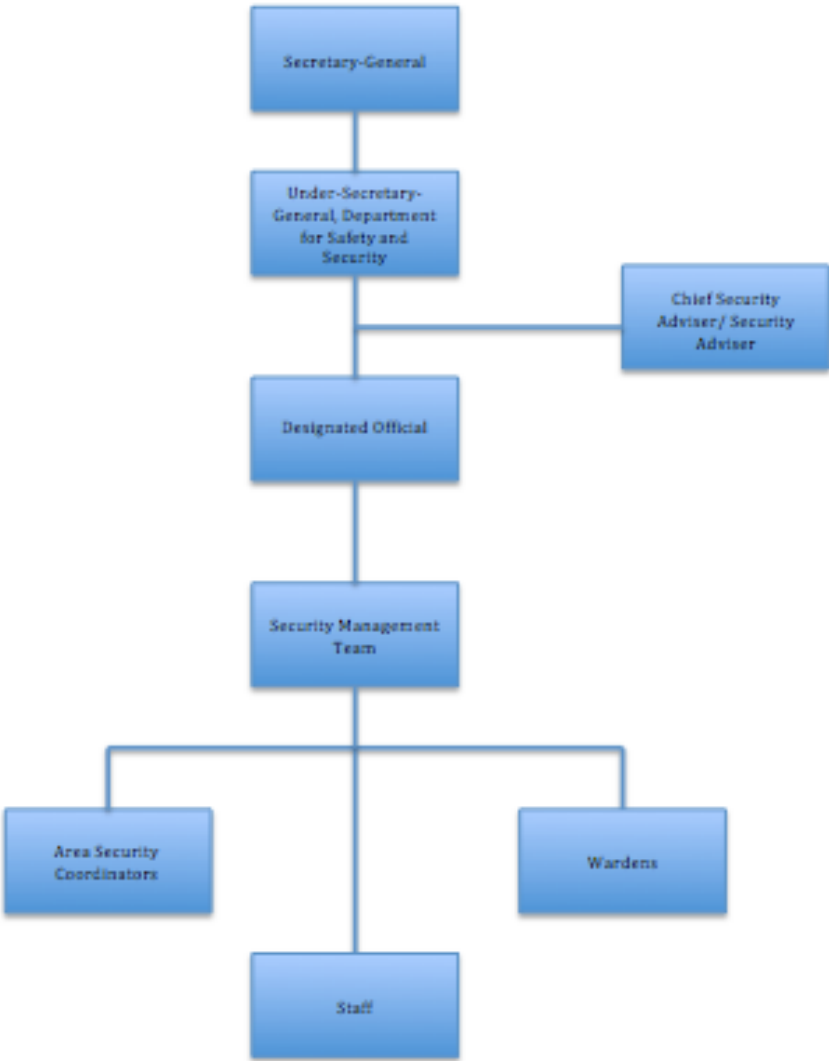 Secretary-General
Under-Secretary-
General, Department
for Safety and
Security
Chief Security
Adviser/ Security
Adviser
Designated Official
Security Management
Team
Area Security
Coordinators
Wardens
Staff